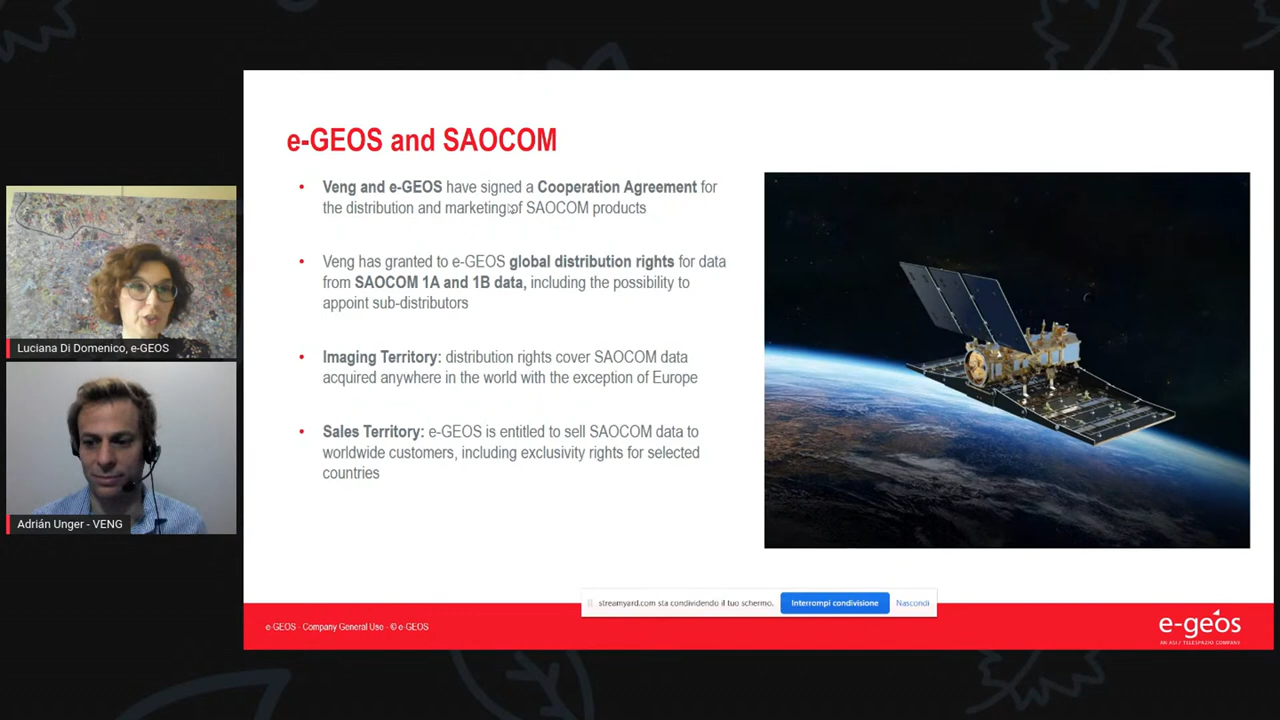 e-GEOS and SAOCOM
• Veng and e-GEOS have signed a Cooperation Agreement for
the distribution and marketing of SAOCOM products
• Veng has granted to e-GEOS global distribution rights for data
from SAOCOM 1A and 1B data, including the possibility to
appoint sub-distributors
• Imaging Territory: distribution rights cover SAOCOM data
acquired anywhere in the world with the exception of Europe
• Sales Territory: e-GEOS is entitled to sell SAOCOM data to
worldwide customers, including exclusivity rights for selected
countries
Luciana Di Domenico, e-GEOS
Adrián Unger - VENG
streamyard.com sta condividendo il tuo schermo.
Interrompi condivisione
Nascondi
e-GEOS - Company General Use - © e-GEOS
e-geos
AN ASI / TELESPAZIO COMPANY